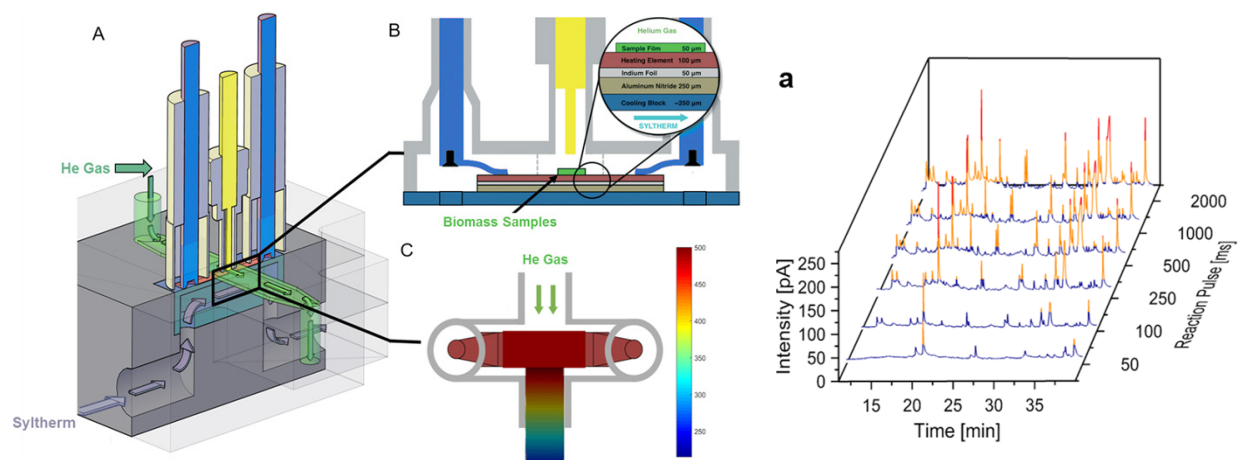 A
He Gas
Syltherm
B
Helium Gas
Sample Film 50 µm
Heating Element 100 µm
Indium Foil 50 µm
Aluminum Nitride 250 µm
Cooling Block ~350 µm
SYLTHERM
Biomass Samples
C
He Gas
500
450
400
350
300
250
a
Intensity [pA]
250
200
150
100
50
0
15
20
25
30
35
Time [min]
2000
1000
500
250
100
50
Reaction Pulse [ms]